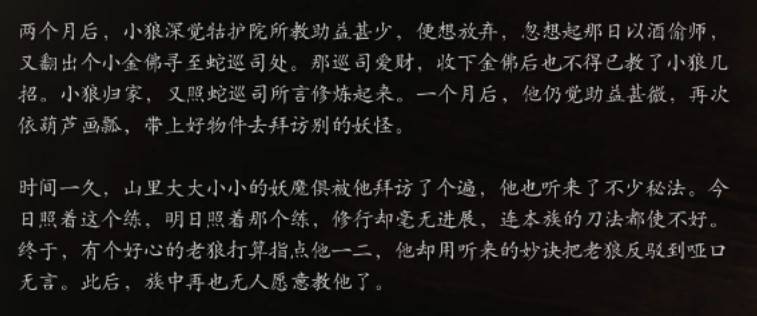 两个月后，小狼深觉牯护院所教助益甚少，便想放弃，忽想起那日以酒偷师，
又翻出个小金佛寻至蛇巡司处。那巡司爱财，收下金佛后也不得已教了小狼几
招。小狼归家，又照蛇巡司所言修炼起来。一个月后，他仍觉助益甚微，再次
依葫芦画瓢，带上好物件去拜访别的妖怪。
时间一久，山里大大小小的妖魔俱被他拜访了个遍，他也听来了不少秘法。今
日照着这个练，明日照着那个练，修行却毫无进展，连本族的刀法都使不好。
终于，有个好心的老狼打算指点他一二，他却用听来的妙诀把老狼反驳到哑口
无言。此后，族中再也无人愿意教他了。